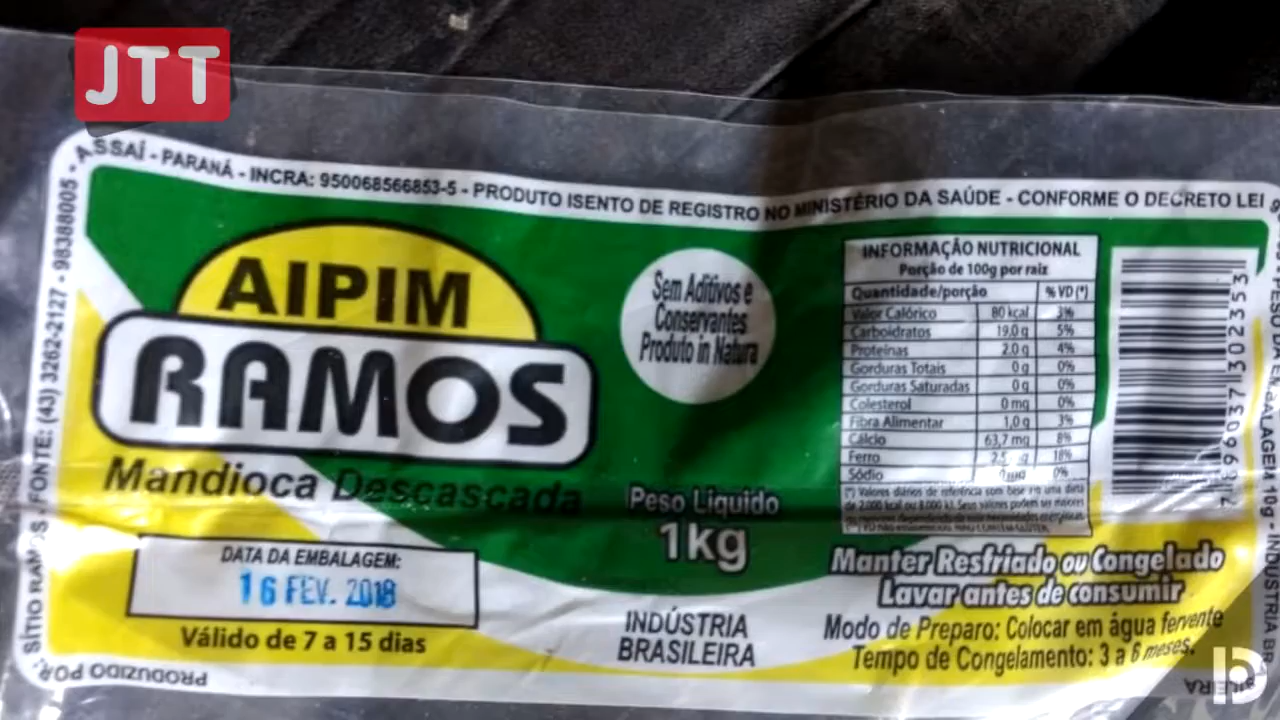 JTT
ASSAÍ - PARANÁ - INCRA: 950068566853-5 - PRODUTO ISENTO DE REGISTRO NO MINISTÉRIO DA SAÚDE - CONFORME O DECRETO LEI
AIPIM
RAMOS
Mandioca Descascada
DATA DA EMBALAGEM:
16 FEV. 2018
Válido de 7 a 15 dias
Sem Aditivos e
Conservantes
Produto in Natura
Peso Liquido
1kg
INDÚSTRIA
BRASILEIRA
INFORMAÇÃO NUTRICIONAL
Porção de 100g por raiz
Quantidade/porção % VD (*)
Valor Calórico 80 kcal 3%
Carboidratos 19,0 g 5%
Proteínas 2,0 g 4%
Gorduras Totais 0 g 0%
Gorduras Saturadas 0 g 0%
Colesterol 0 mg 0%
Fibra Alimentar 1,0 g 3%
Cálcio 63,7 mg 8%
Ferro 18%
Sódio 0%
(*) Valores diários de referência com base em uma dieta
de 2.000 kcal ou 8.000 kJ. Seus valores podem ser maiores
7 896037 302353
Manter Resfriado ou Congelado
Lavar antes de consumir
Modo de Preparo: Colocar em água fervente
Tempo de Congelamento: 3 a 6 meses.
PRODUZIDO POR:
SÍTIO RAMOS - FONTE: (43) 3262-2127 - 98388005 -
10g - INDÚSTRIA